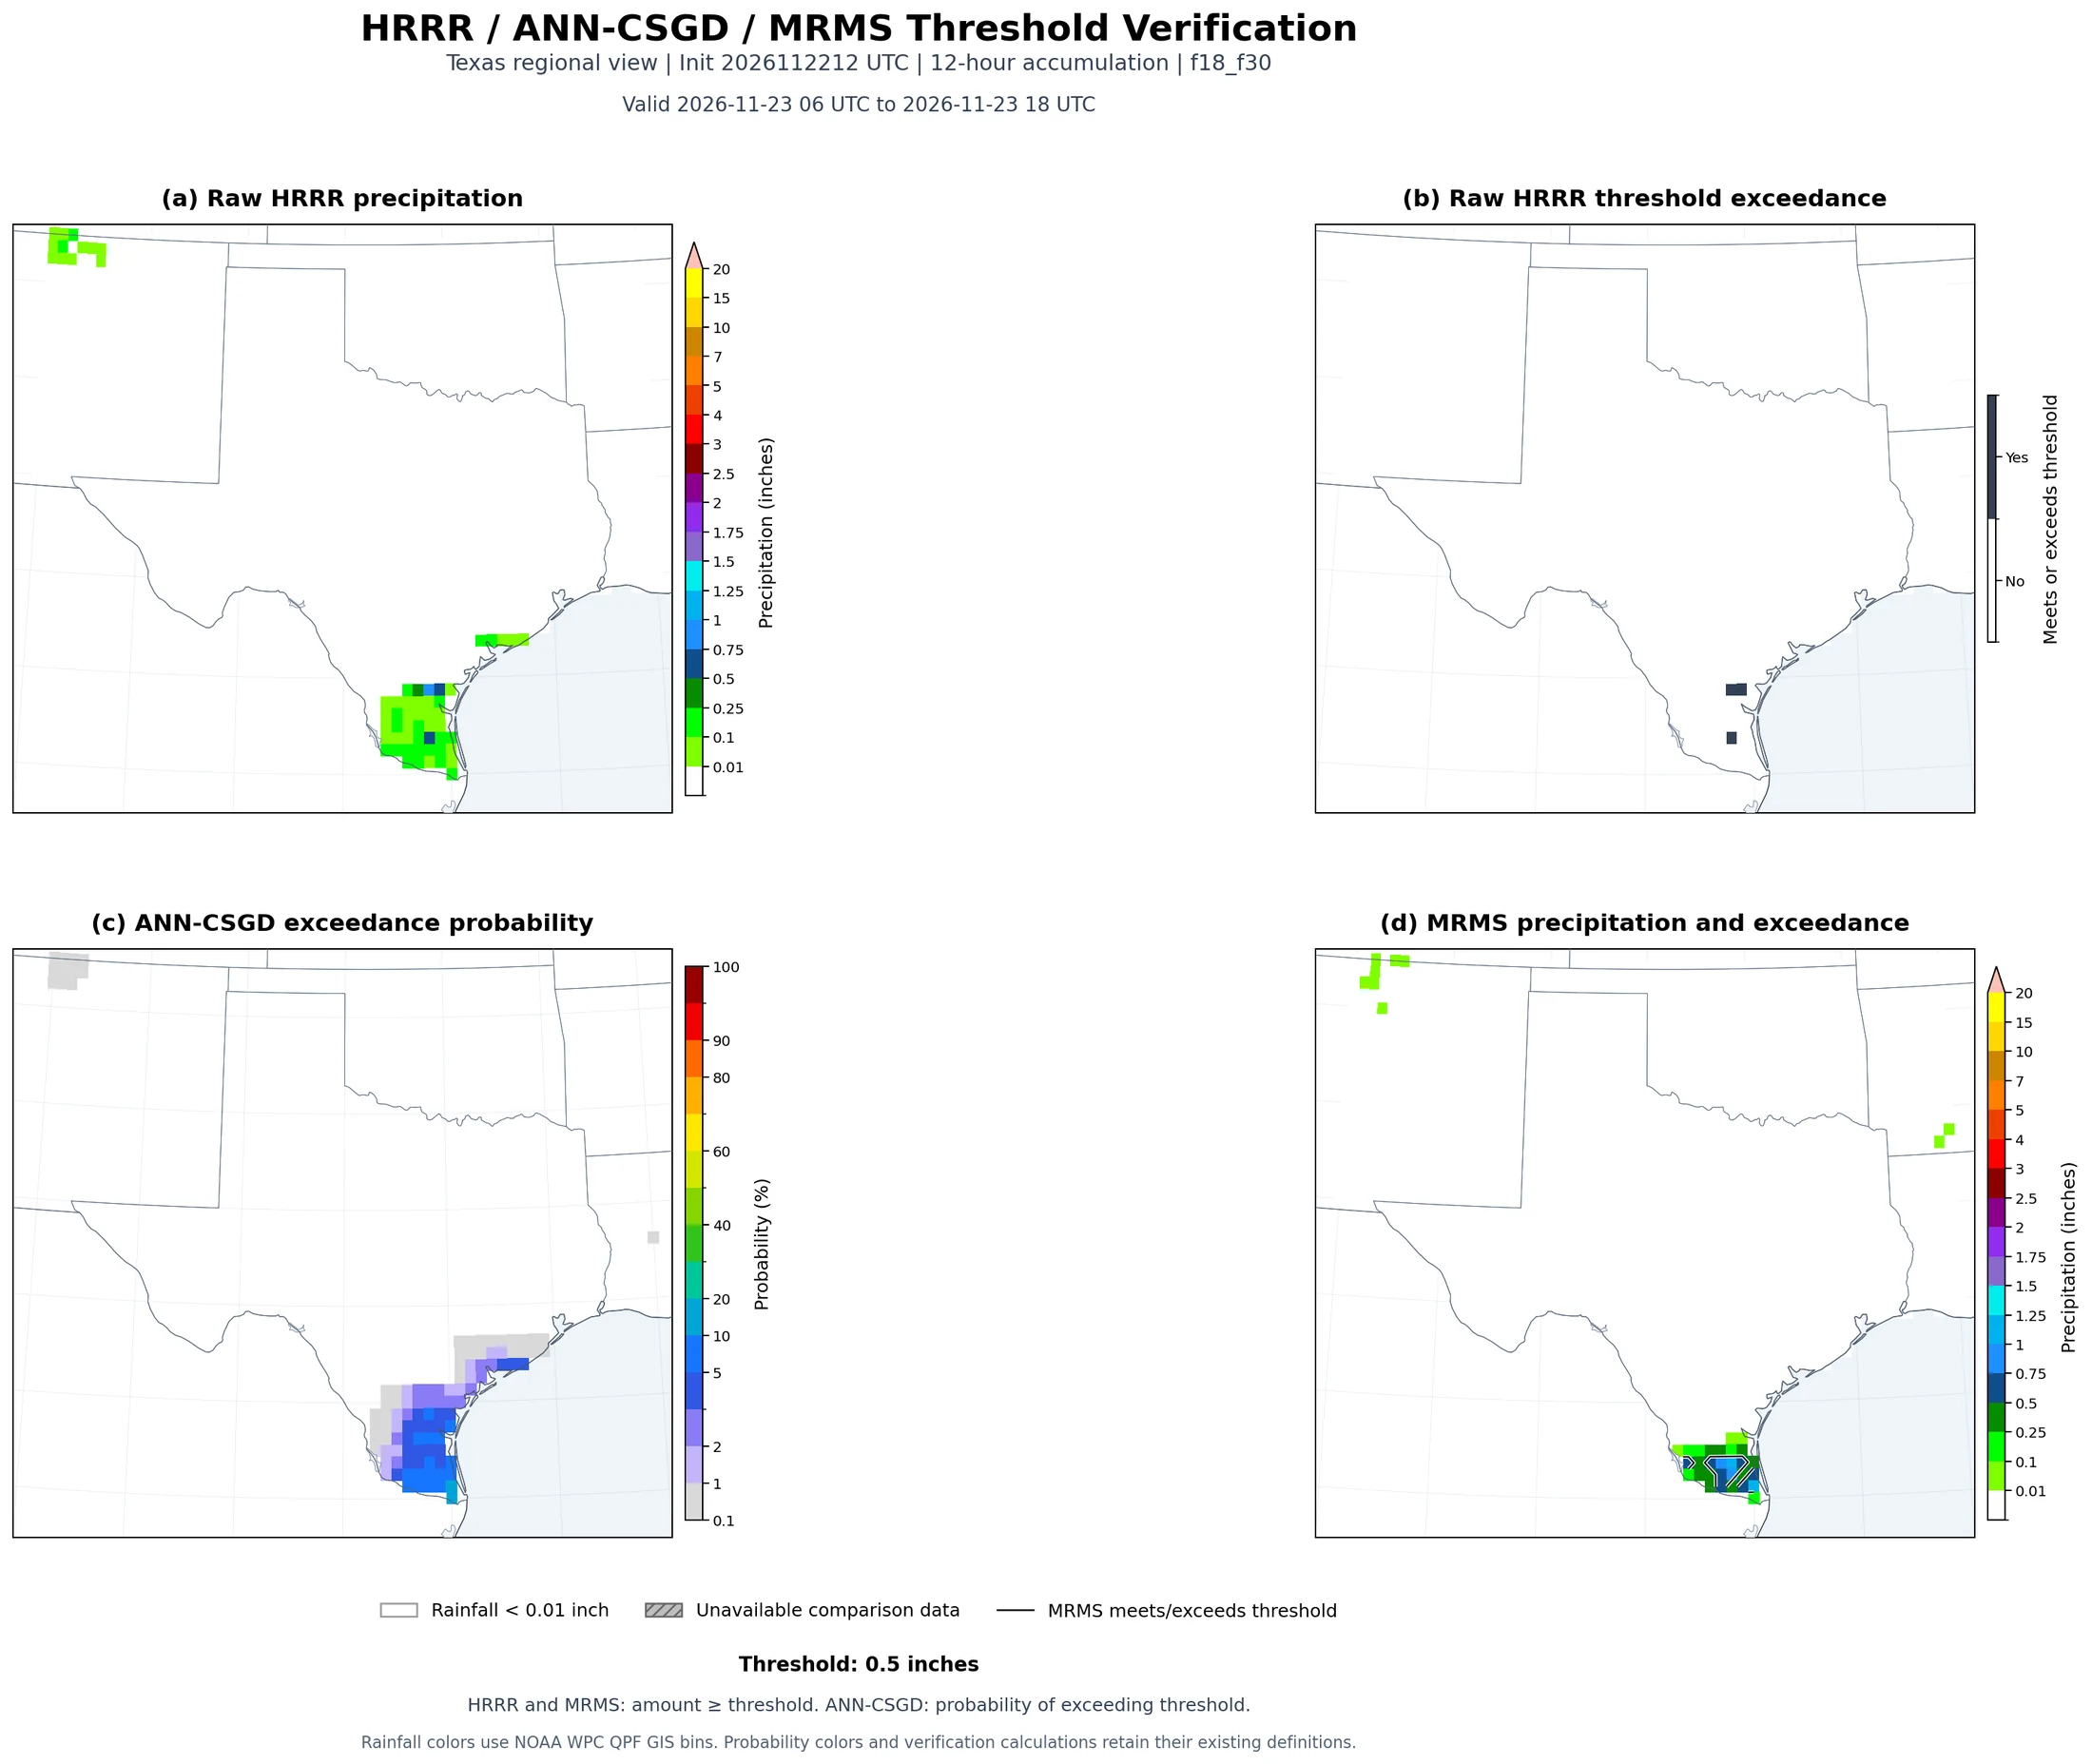 HRRR / ANN-CSGD / MRMS Threshold Verification
Texas regional view | Init 2026112212 UTC | 12-hour accumulation | f18_f30
Valid 2026-11-23 06 UTC to 2026-11-23 18 UTC
(a) Raw HRRR precipitation
20
15
10
7
5
4
3
2.5
2
1.75
1.5
1.25
1
0.75
0.5
0.25
0.1
0.01
Precipitation (inches)
(b) Raw HRRR threshold exceedance
Yes
No
Meets or exceeds threshold
(c) ANN-CSGD exceedance probability
100
90
80
60
40
20
10
5
2
1
0.1
Probability (%)
(d) MRMS precipitation and exceedance
20
15
10
7
5
4
3
2.5
2
1.75
1.5
1.25
1
0.75
0.5
0.25
0.1
0.01
Precipitation (inches)
Rainfall < 0.01 inch
Unavailable comparison data
MRMS meets/exceeds threshold
Threshold: 0.5 inches
HRRR and MRMS: amount ≥ threshold. ANN-CSGD: probability of exceeding threshold.
Rainfall colors use NOAA WPC QPF GIS bins. Probability colors and verification calculations retain their existing definitions.